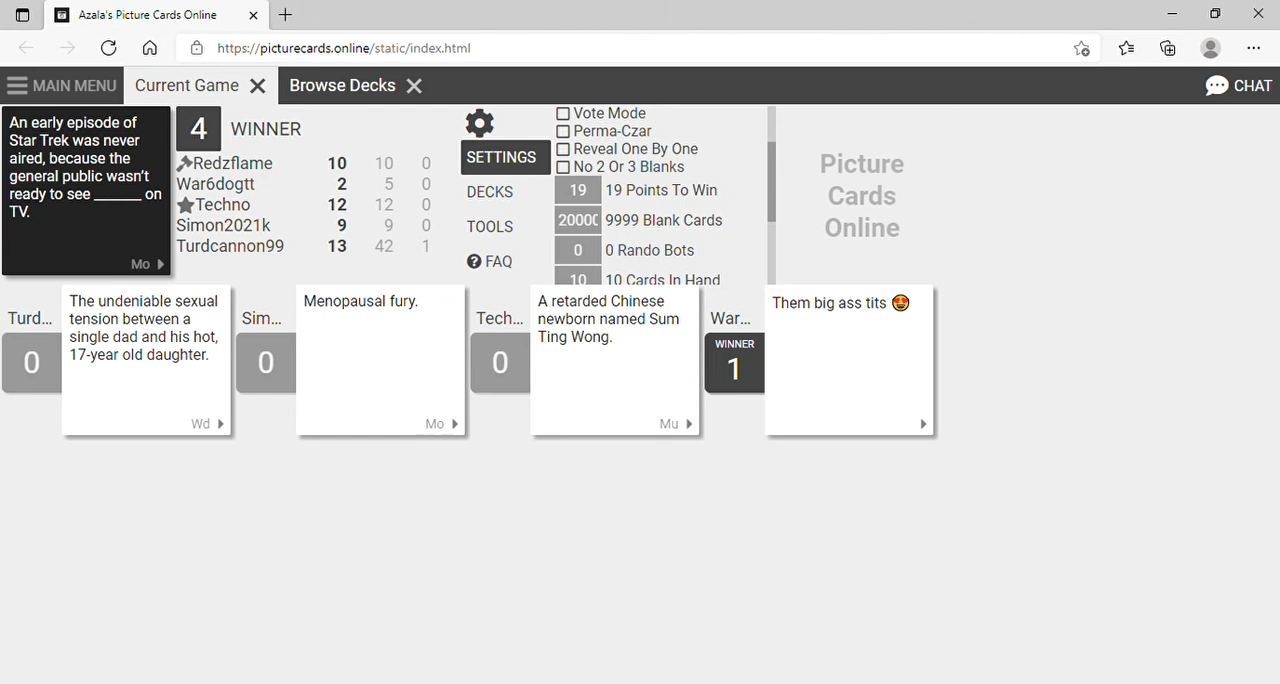 Azala's Picture Cards Online
https://picturecards.online/static/index.html
MAIN MENU
Current Game
Browse Decks
CHAT
An early episode of
Star Trek was never
aired, because the
general public wasn't
ready to see ______ on
TV.
Mo
4 WINNER
Redzflame 10 10 0
War6dogtt 2 5 0
Techno 12 12 0
Simon2021k 9 9 0
Turdcannon99 13 42 1
SETTINGS
DECKS
TOOLS
FAQ
Vote Mode
Perma-Czar
Reveal One By One
No 2 Or 3 Blanks
19 19 Points To Win
20000 9999 Blank Cards
0 0 Rando Bots
10 10 Cards In Hand
Picture
Cards
Online
Turd...
0
The undeniable sexual
tension between a
single dad and his hot,
17-year old daughter.
Wd
Sim...
0
Menopausal fury.
Mo
Tech...
0
A retarded Chinese
newborn named Sum
Ting Wong.
Mu
War...
WINNER
1
Them big ass tits 🤩